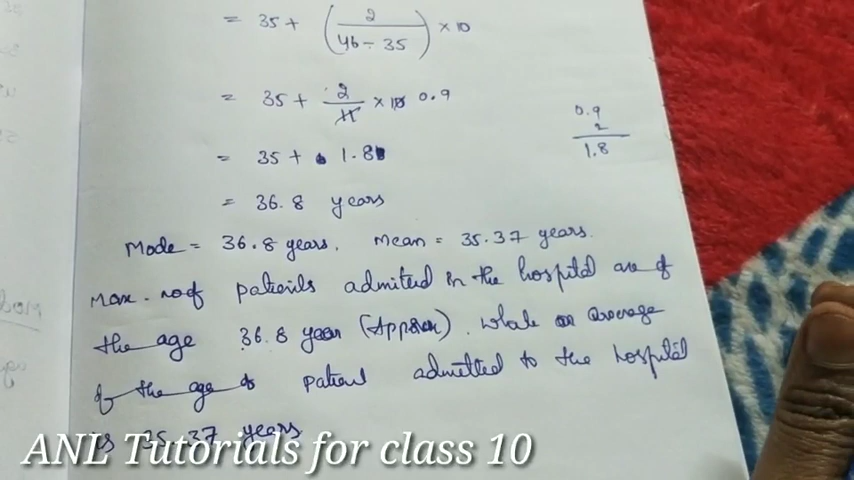 = 35 + (2 / 46 - 35) × 10
= 35 + 2 / 11 × 10 0.9
= 35 + 1.8
= 36.8 years
0.9
2
1.8
Mode = 36.8 years. Mean = 35.37 years.
Max. no of patients admitted in the hospital are of
the age 36.8 year (Approx). while average
of the age patient admitted to the hospital
is 35.37 years
ANL Tutorials for class 10